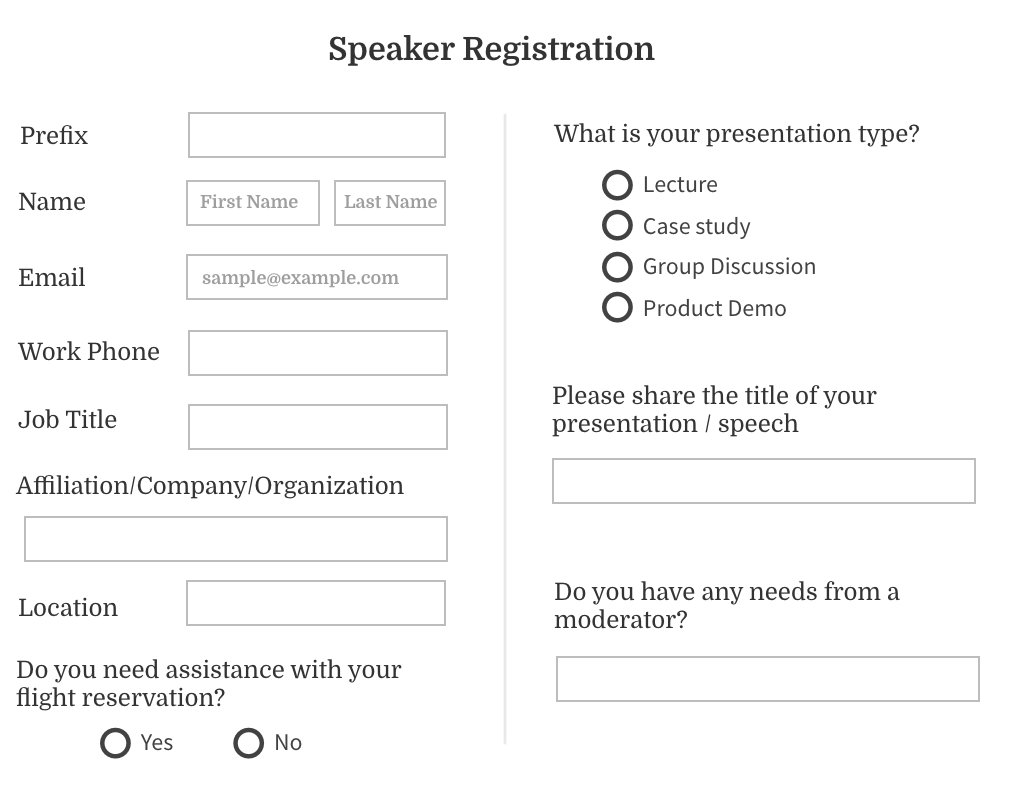 Speaker Registration
Prefix
Name
First Name
Last Name
Email
sample@example.com
Work Phone
Job Title
Affiliation/Company/Organization
Location
Do you need assistance with your
flight reservation?
Yes
No
What is your presentation type?
Lecture
Case study
Group Discussion
Product Demo
Please share the title of your
presentation / speech
Do you have any needs from a
moderator?